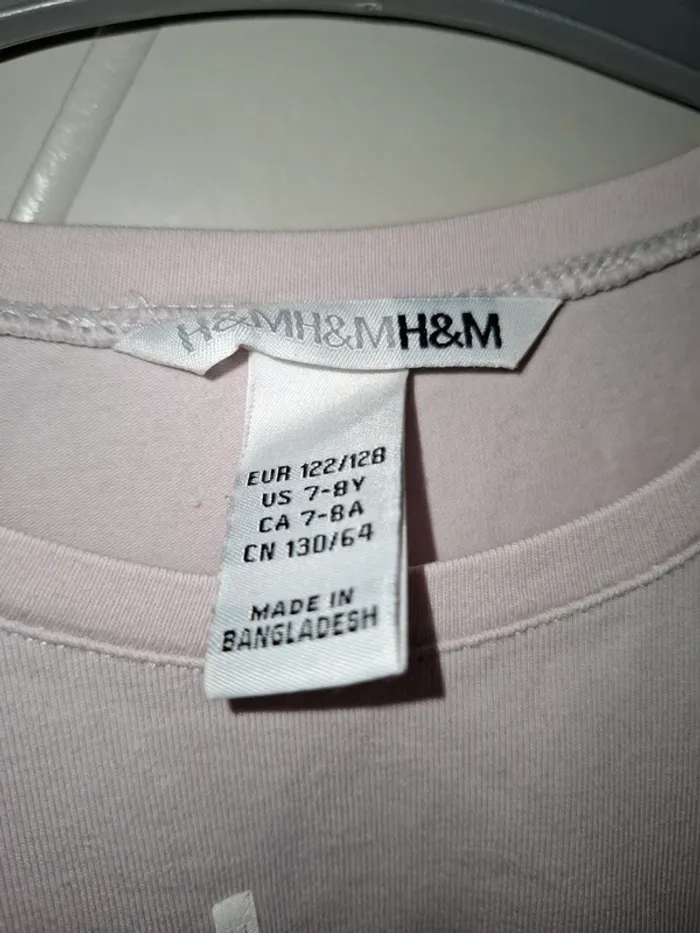 H&MH&MH&M
EUR 122/128
US 7-8Y
CA 7-8A
CN 130/64
MADE IN
BANGLADESH